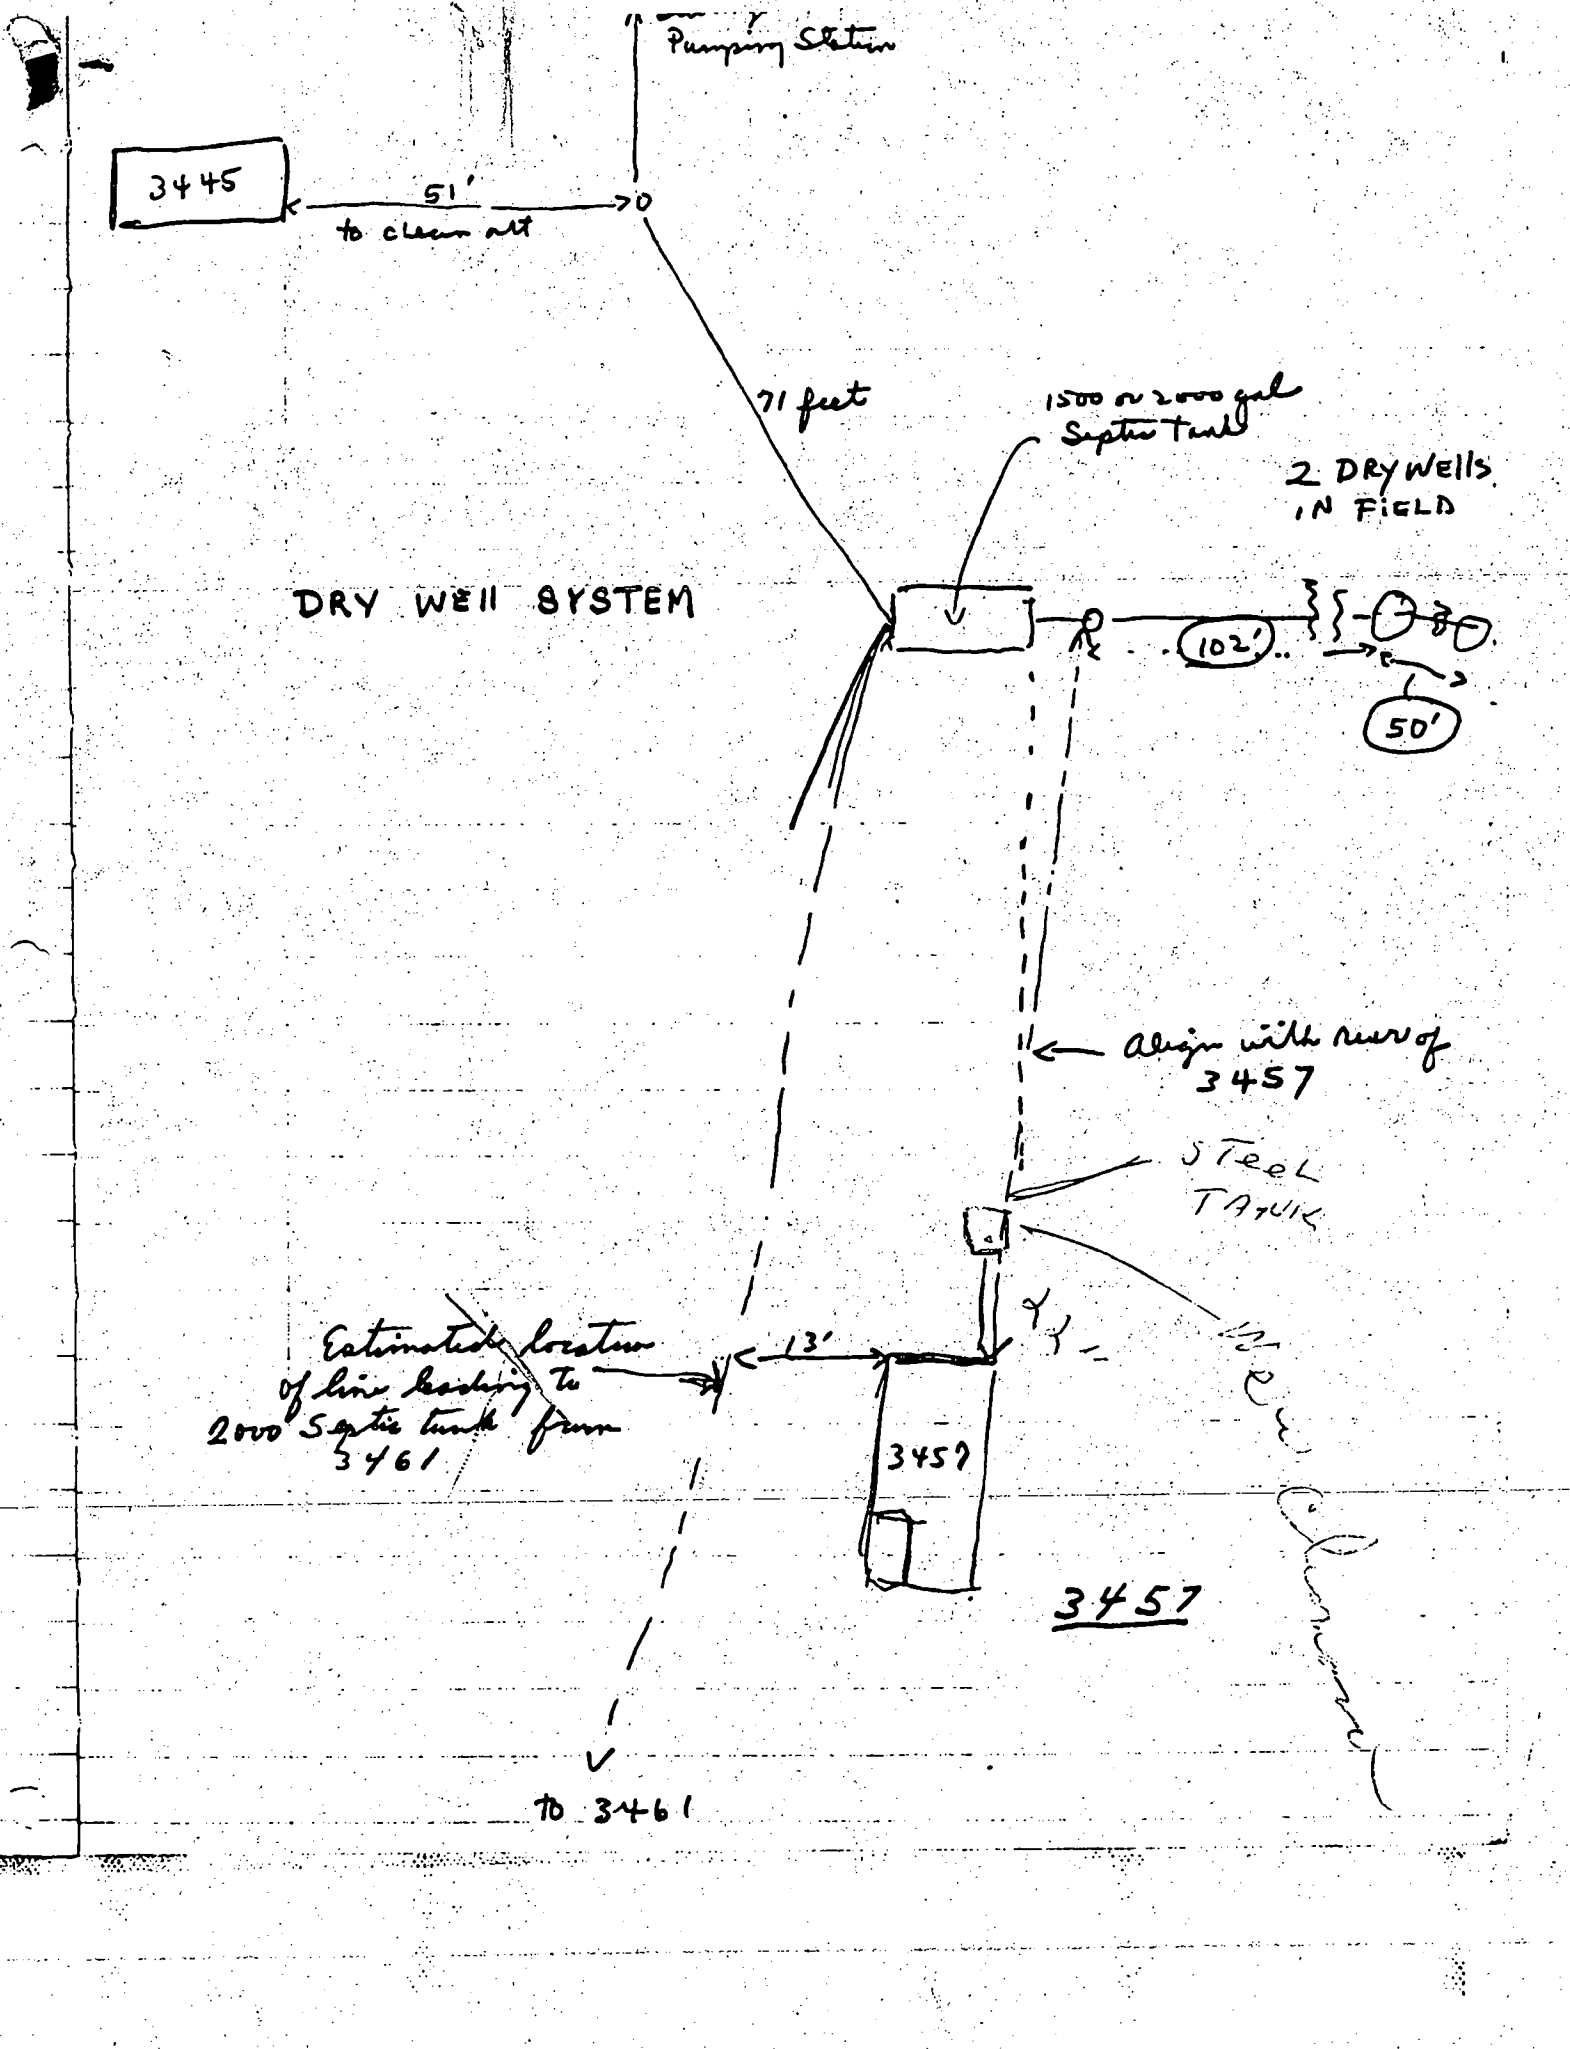 Pumping Station
3445
51'
to clean out
71 feet
1500 or 2000 gal
Septic Tank
2 DRY WELLS
IN FIELD
DRY WELL SYSTEM
102'
50'
Align with rear of
3457
STEEL
TANK
13'
Estimated location
of line leading to
2000 Septic tank from
3461
3457
3457
to 3461